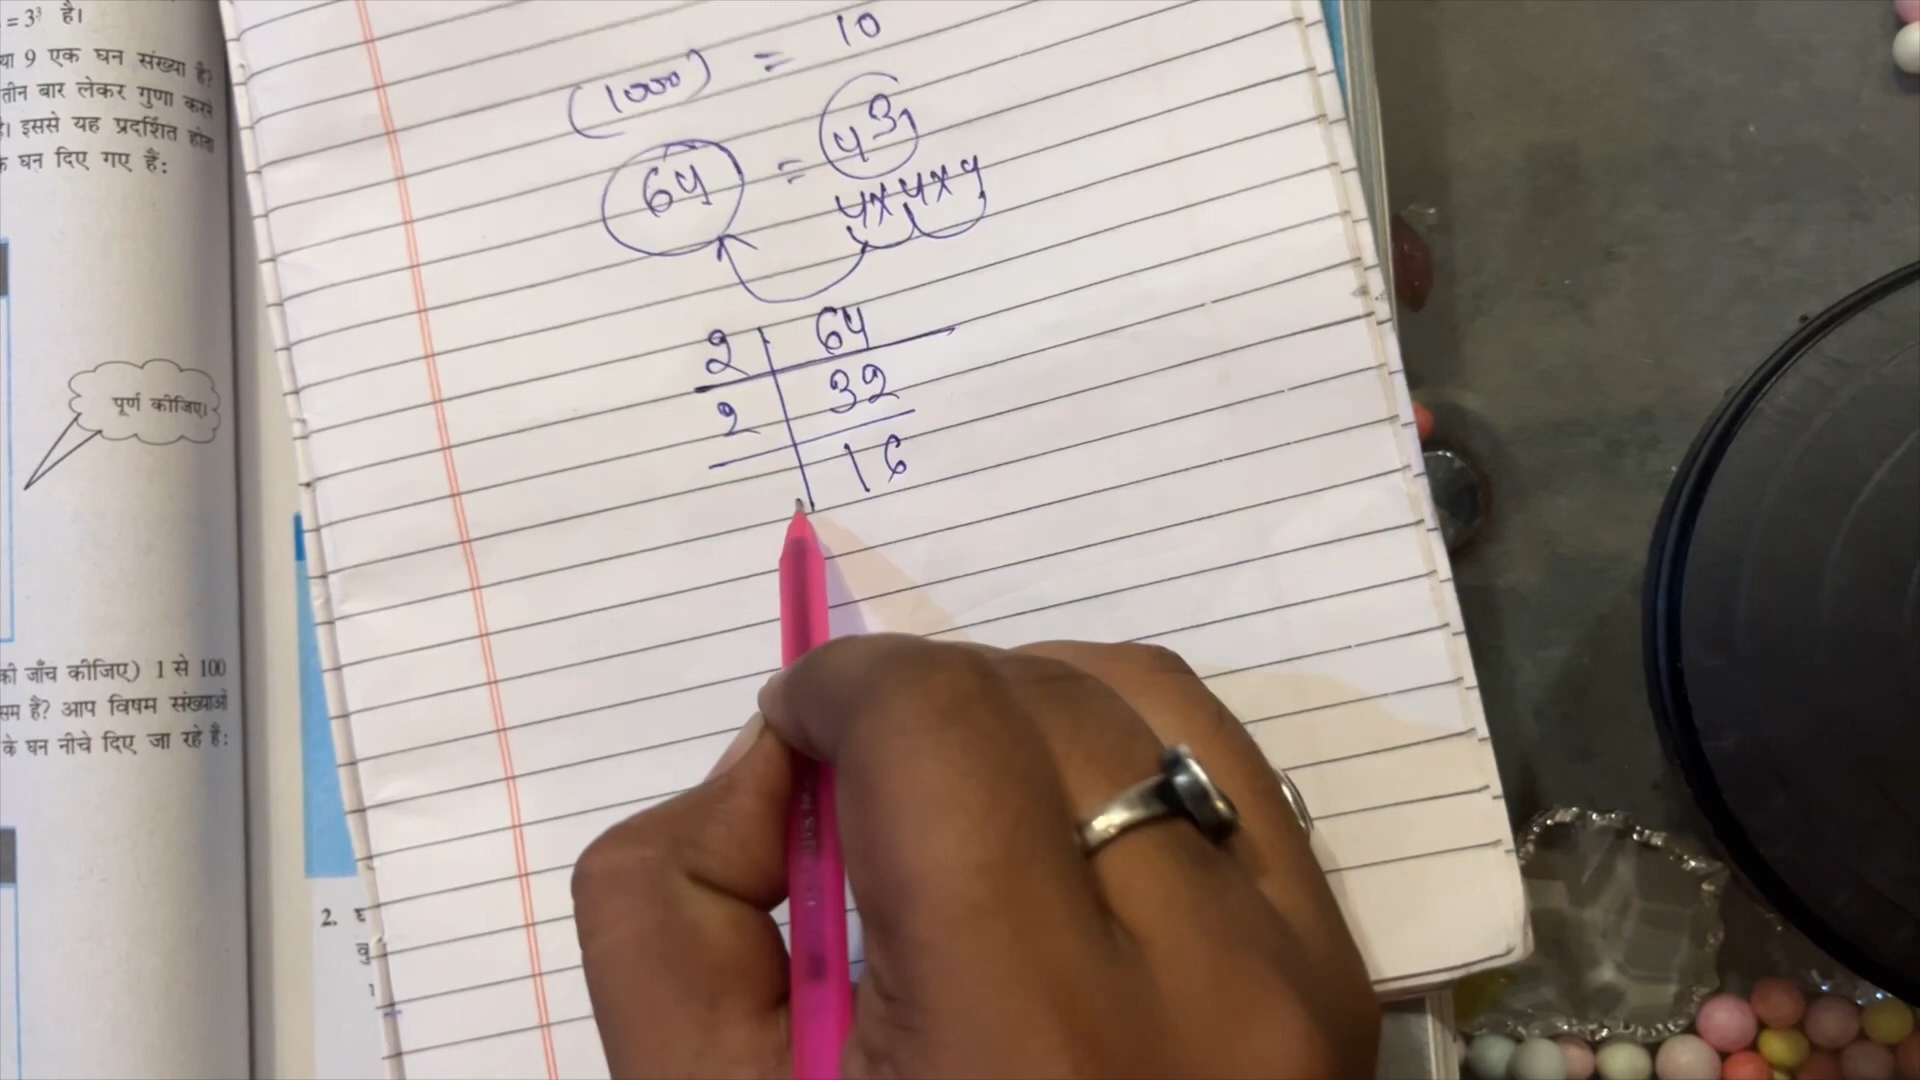 = 3³ है।
या 9 एक घन संख्या है?
तीन बार लेकर गुणा करने
है। इससे यह प्रदर्शित होता
के घन दिए गए हैं:
पूर्ण कीजिए।
की जाँच कीजिए) 1 से 100
सम हैं? आप विषम संख्याओं
के घन नीचे दिए जा रहे हैं:
2.
(1000) = 10
64 = 4³
4×4×4
2 | 64
2 | 32
16